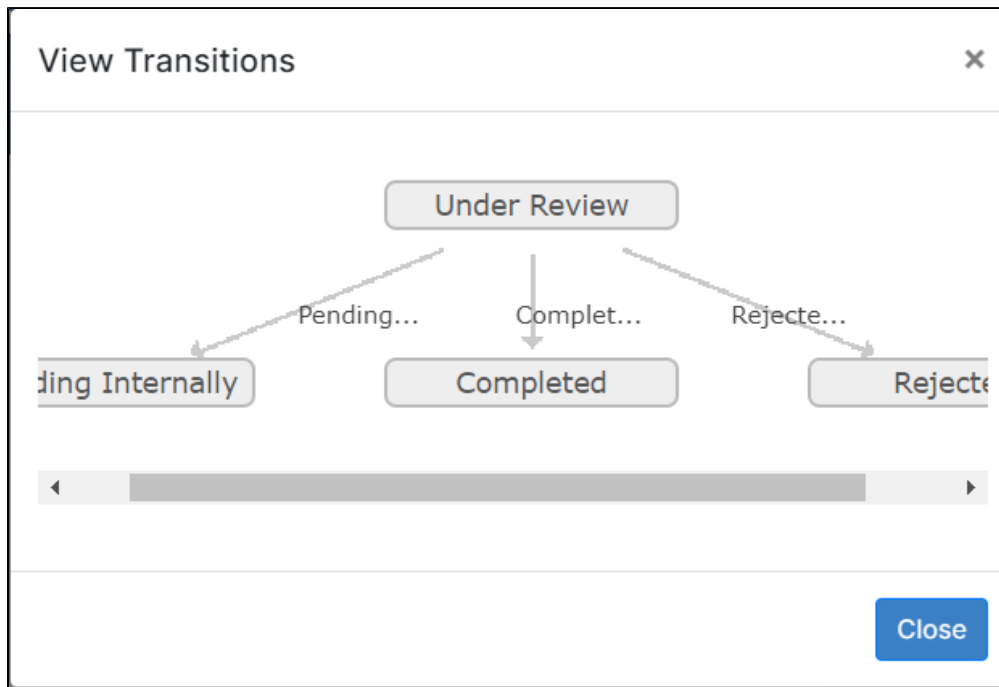 View Transitions
×
Under Review
Pending... Complet... Rejecte...
ding Internally Completed Rejecte
Close